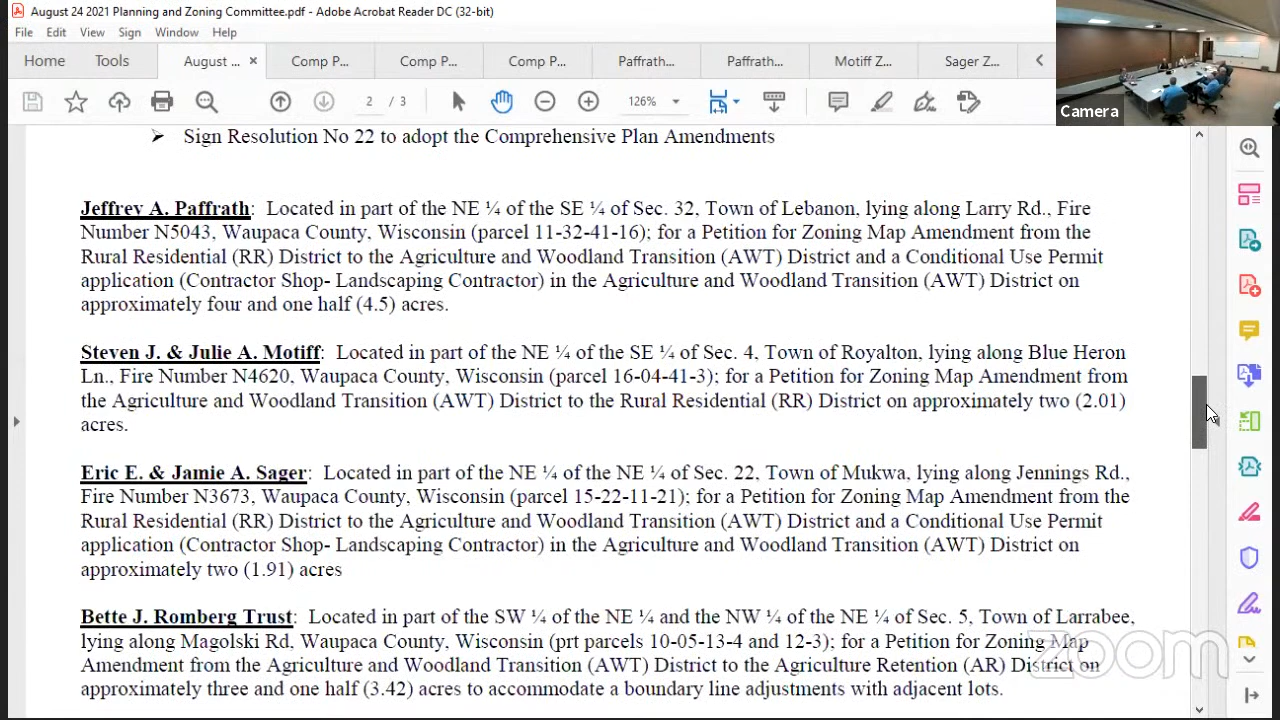 August 24 2021 Planning and Zoning Committee.pdf - Adobe Acrobat Reader DC (32-bit)
File Edit View Sign Window Help
Home Tools August ... × Comp P... Comp P... Comp P... Paffrath... Paffrath... Motiff Z... Sager Z...
2 / 3 126%
Camera
➢ Sign Resolution No 22 to adopt the Comprehensive Plan Amendments
Jeffrey A. Paffrath: Located in part of the NE ¼ of the SE ¼ of Sec. 32, Town of Lebanon, lying along Larry Rd., Fire
Number N5043, Waupaca County, Wisconsin (parcel 11-32-41-16); for a Petition for Zoning Map Amendment from the
Rural Residential (RR) District to the Agriculture and Woodland Transition (AWT) District and a Conditional Use Permit
application (Contractor Shop- Landscaping Contractor) in the Agriculture and Woodland Transition (AWT) District on
approximately four and one half (4.5) acres.
Steven J. & Julie A. Motiff: Located in part of the NE ¼ of the SE ¼ of Sec. 4, Town of Royalton, lying along Blue Heron
Ln., Fire Number N4620, Waupaca County, Wisconsin (parcel 16-04-41-3); for a Petition for Zoning Map Amendment from
the Agriculture and Woodland Transition (AWT) District to the Rural Residential (RR) District on approximately two (2.01)
acres.
Eric E. & Jamie A. Sager: Located in part of the NE ¼ of the NE ¼ of Sec. 22, Town of Mukwa, lying along Jennings Rd.,
Fire Number N3673, Waupaca County, Wisconsin (parcel 15-22-11-21); for a Petition for Zoning Map Amendment from the
Rural Residential (RR) District to the Agriculture and Woodland Transition (AWT) District and a Conditional Use Permit
application (Contractor Shop- Landscaping Contractor) in the Agriculture and Woodland Transition (AWT) District on
approximately two (1.91) acres
Bette J. Romberg Trust: Located in part of the SW ¼ of the NE ¼ and the NW ¼ of the NE ¼ of Sec. 5, Town of Larrabee,
lying along Magolski Rd, Waupaca County, Wisconsin (prt parcels 10-05-13-4 and 12-3); for a Petition for Zoning Map
Amendment from the Agriculture and Woodland Transition (AWT) District to the Agriculture Retention (AR) District on
approximately three and one half (3.42) acres to accommodate a boundary line adjustments with adjacent lots.
zoom